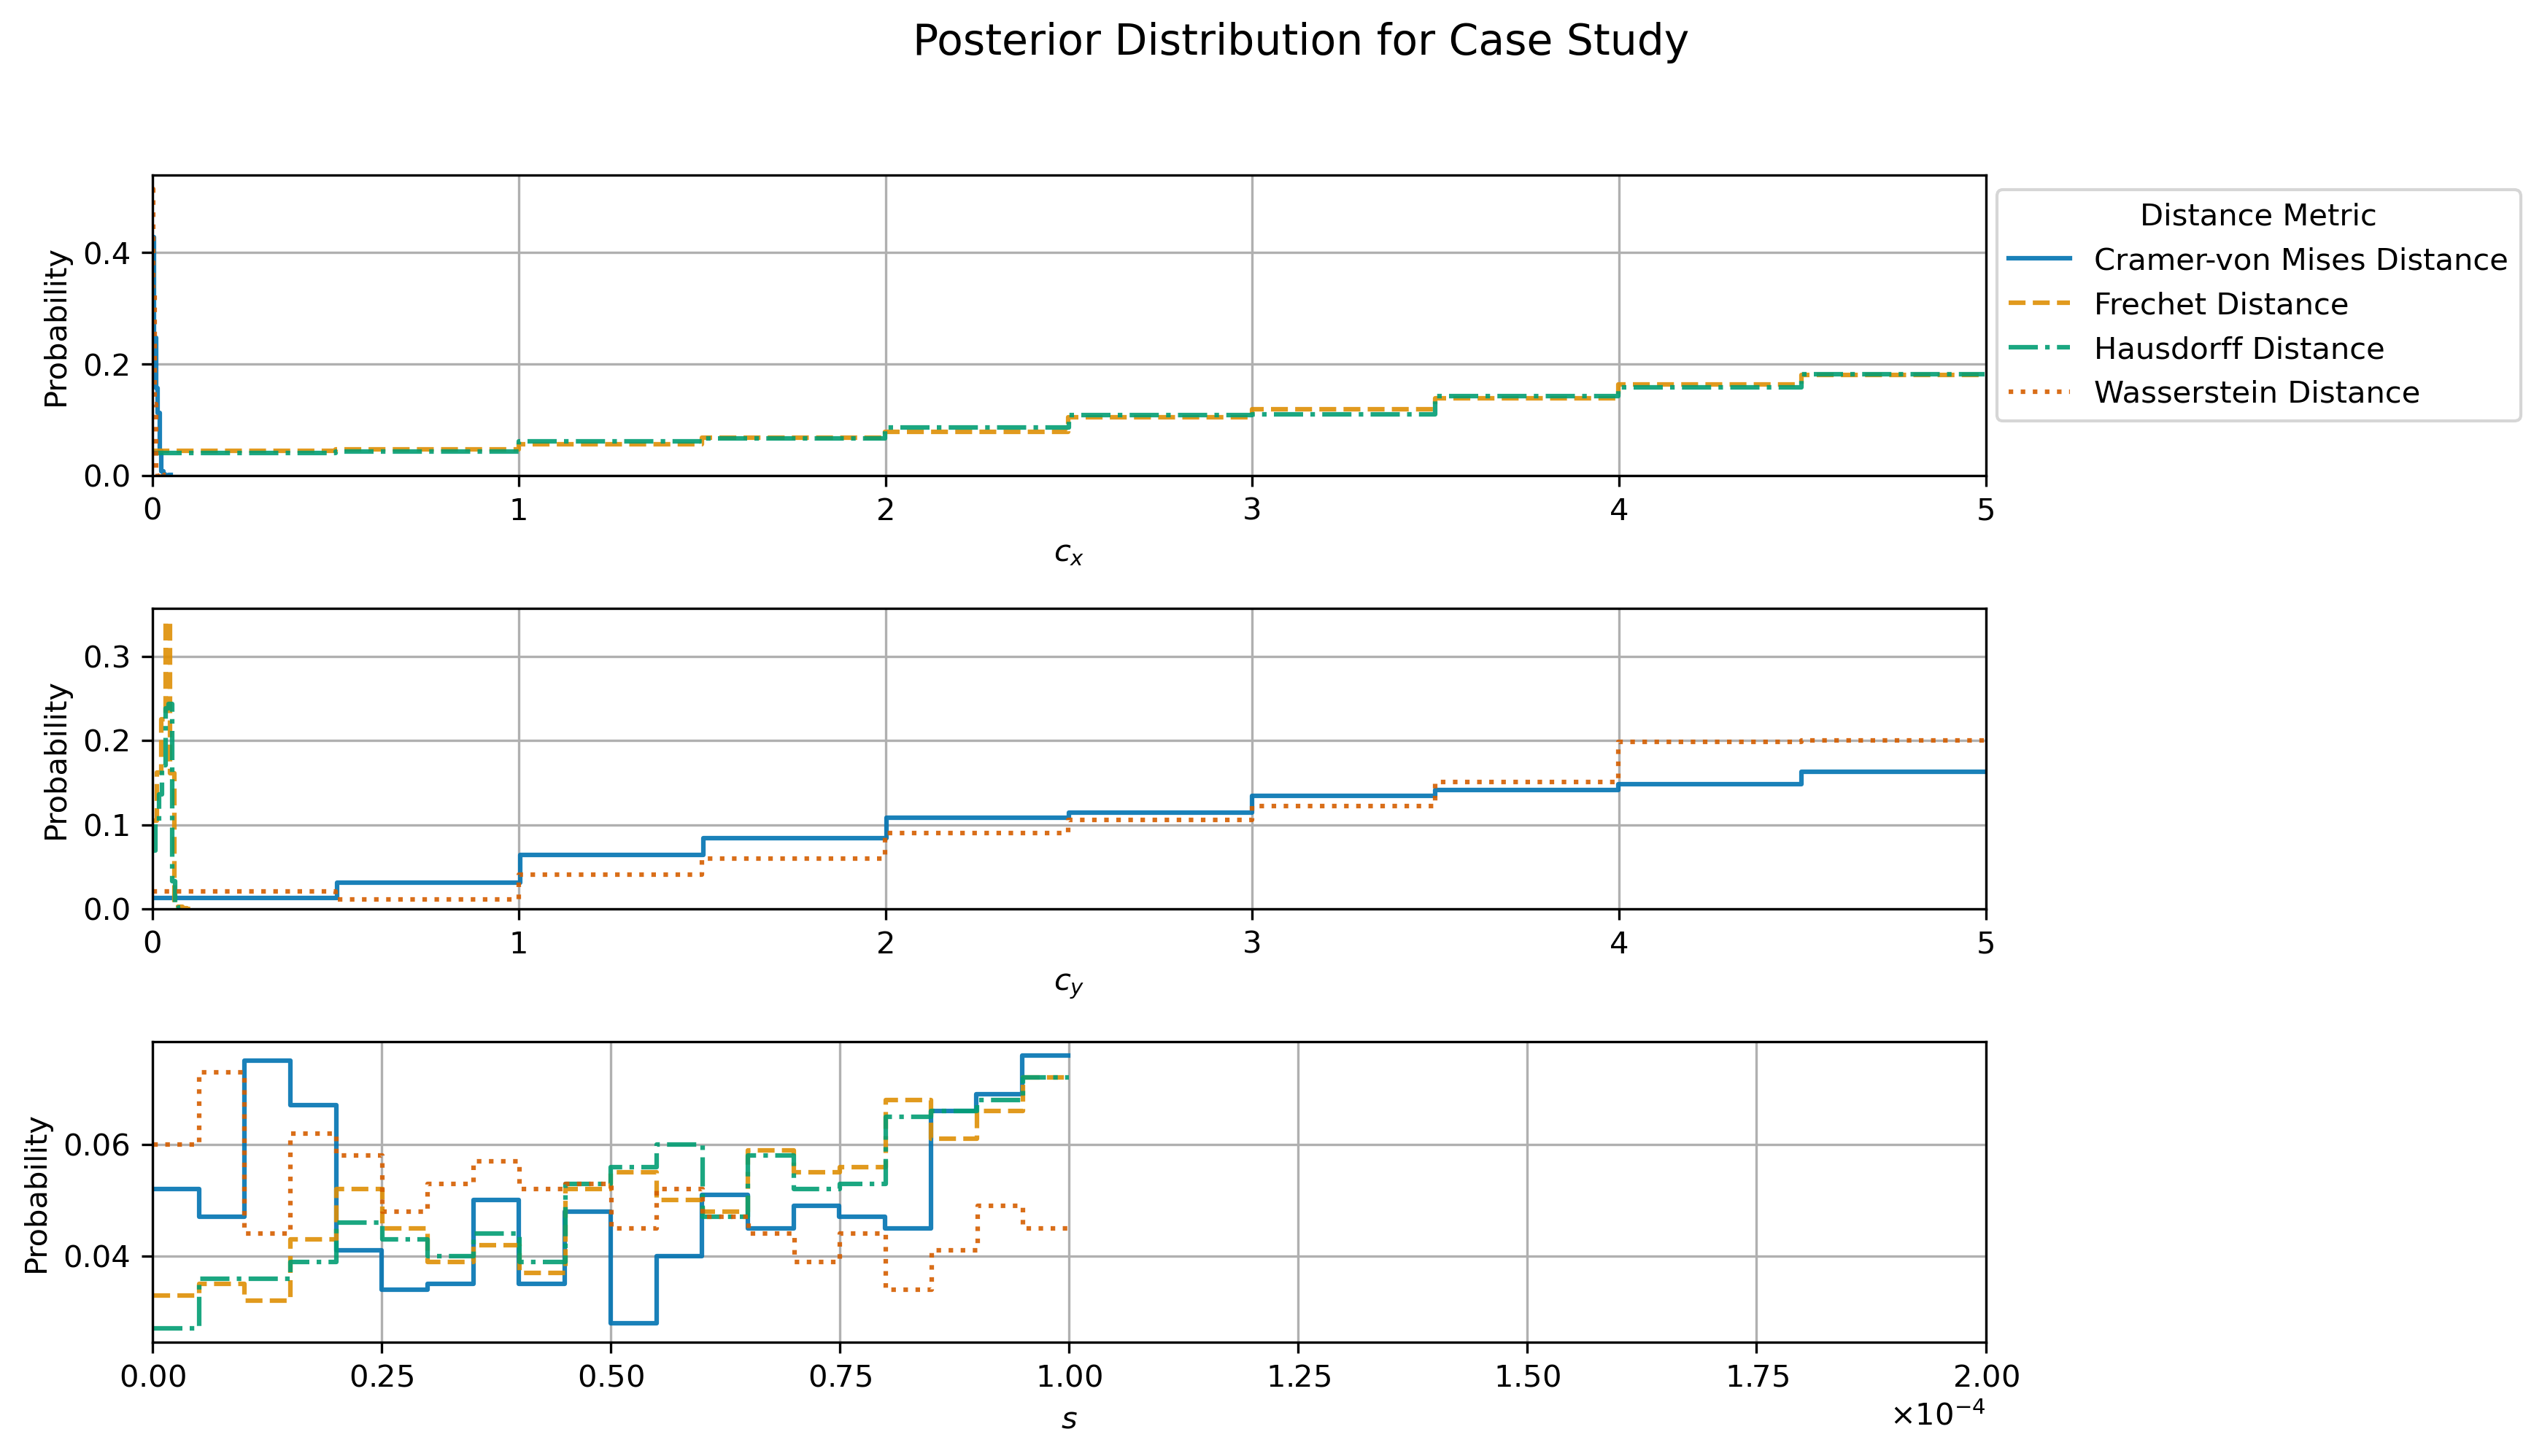 Posterior Distribution for Case Study
Probability
0.4
0.2
0.0
0 1 2 3 4 5
c_x
Distance Metric
Cramer-von Mises Distance
Frechet Distance
Hausdorff Distance
Wasserstein Distance
Probability
0.3
0.2
0.1
0.0
0 1 2 3 4 5
c_y
Probability
0.06
0.04
0.00 0.25 0.50 0.75 1.00 1.25 1.50 1.75 2.00
s
×10⁻⁴